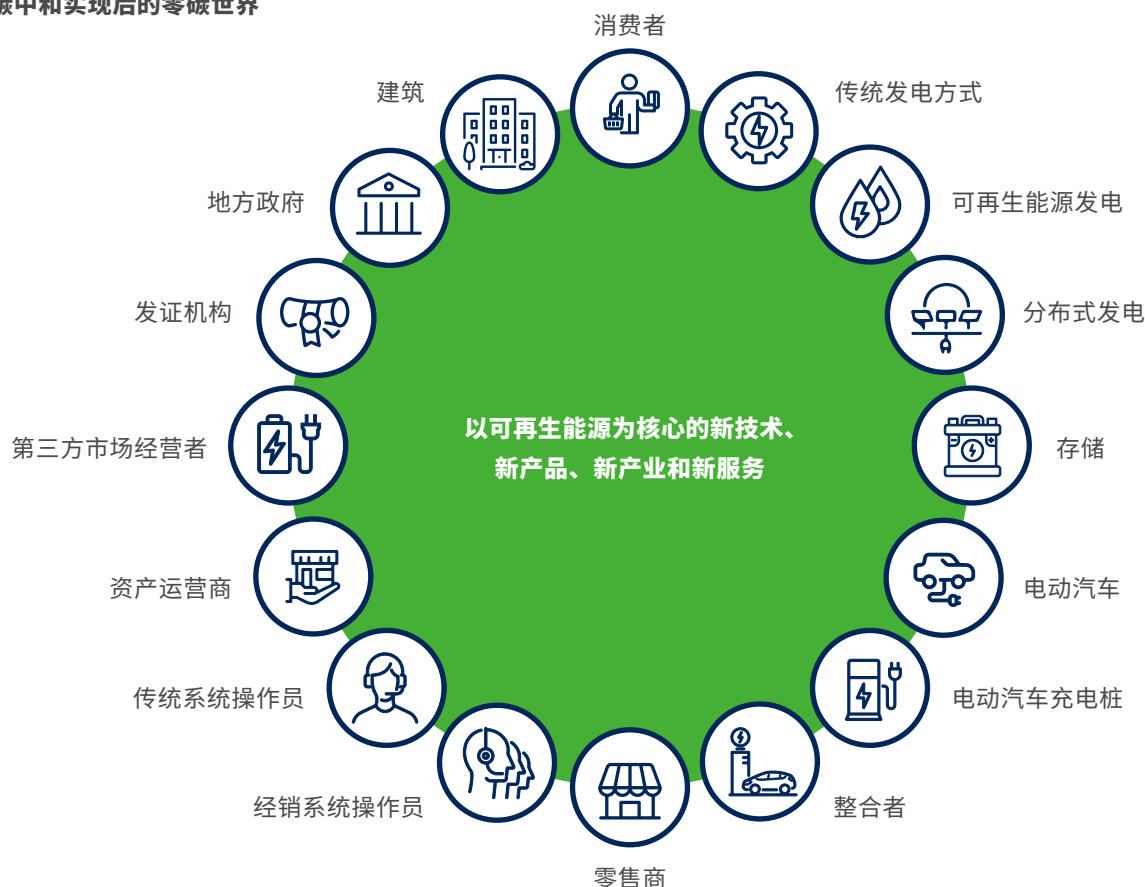 碳中和实现后的零碳世界
消费者
建筑
传统发电方式
地方政府
可再生能源发电
发证机构
分布式发电
以可再生能源为核心的新技术、
新产品、新产业和新服务
第三方市场经营者
存储
资产运营商
电动汽车
传统系统操作员
电动汽车充电桩
经销系统操作员
整合者
零售商